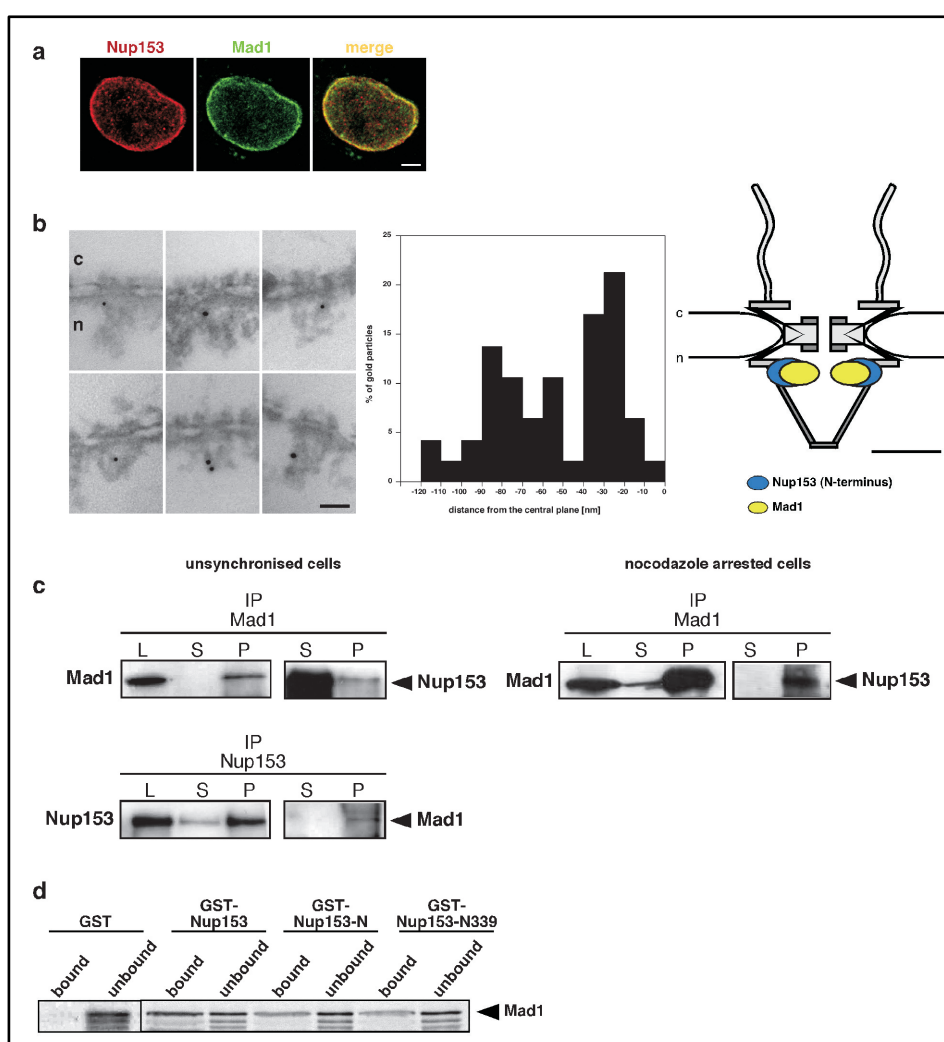 a
Nup153 Mad1 merge
b
c
n
% of gold particles
25
20
15
10
5
0
-120 -110 -100 -90 -80 -70 -60 -50 -40 -30 -20 -10 0
distance from the central plane [nm]
c
n
Nup153 (N-terminus)
Mad1
unsynchronised cells nocodazole arrested cells
c
IP
Mad1
L S P S P
Mad1 Nup153
IP
Mad1
L S P S P
Mad1 Nup153
IP
Nup153
L S P S P
Nup153 Mad1
d
GST GST-Nup153 GST-Nup153-N GST-Nup153-N339
bound unbound bound unbound bound unbound bound unbound
Mad1